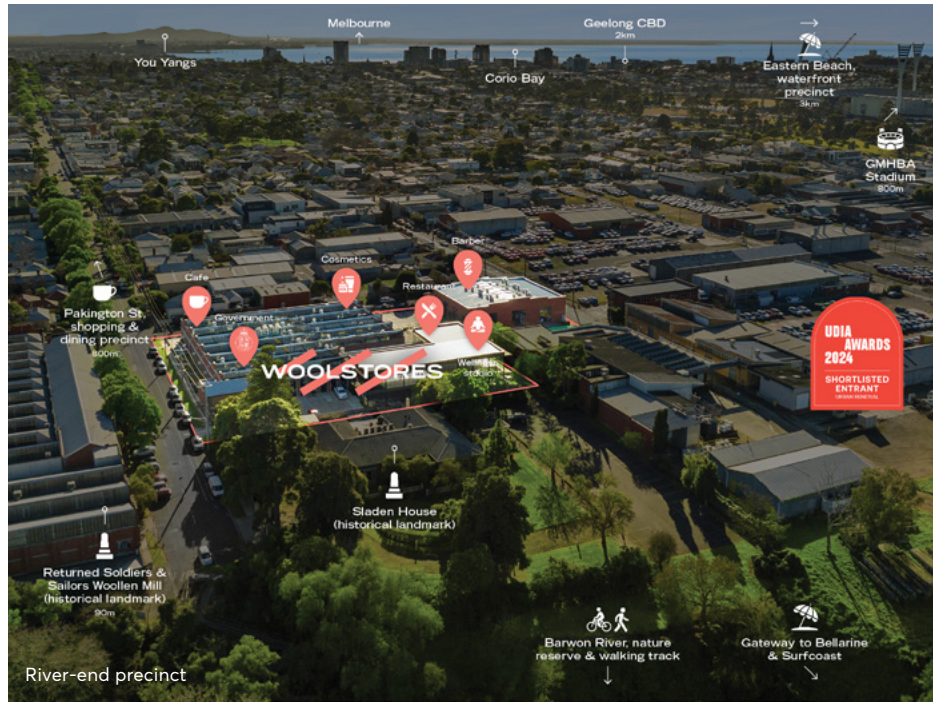 Melbourne
Geelong CBD
2km
You Yangs
Corio Bay
Eastern Beach,
waterfront
precinct
3km
GMHBA
Stadium
800m
Barber
Cosmetics
Cafe
Restaurant
Government
Pakington St,
shopping &
dining precinct
800m
Wellness
studio
WOOLSTORES
UDIA
AWARDS
2024
SHORTLISTED
ENTRANT
URBAN RENEWAL
Sladen House
(historical landmark)
Returned Soldiers &
Sailors Woollen Mill
(historical landmark)
90m
Barwon River, nature
reserve & walking track
Gateway to Bellarine
& Surfcoast
River-end precinct